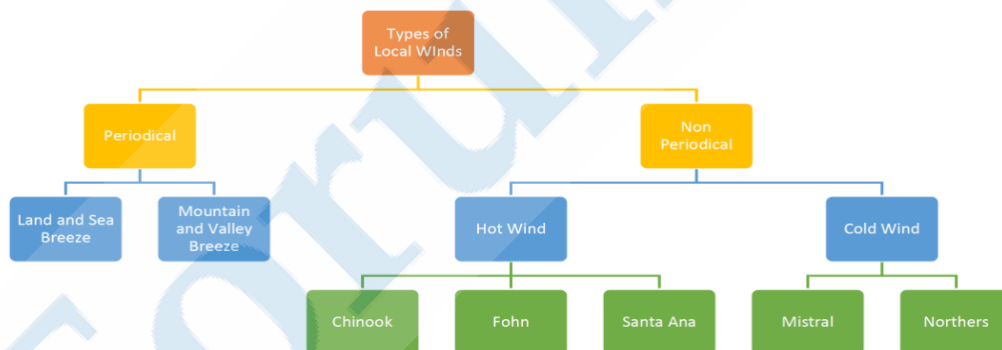 Types of
Local WInds
Periodical
Non
Periodical
Land and Sea
Breeze
Mountain
and Valley
Breeze
Hot Wind
Cold Wind
Chinook
Fohn
Santa Ana
Mistral
Northers
Forum